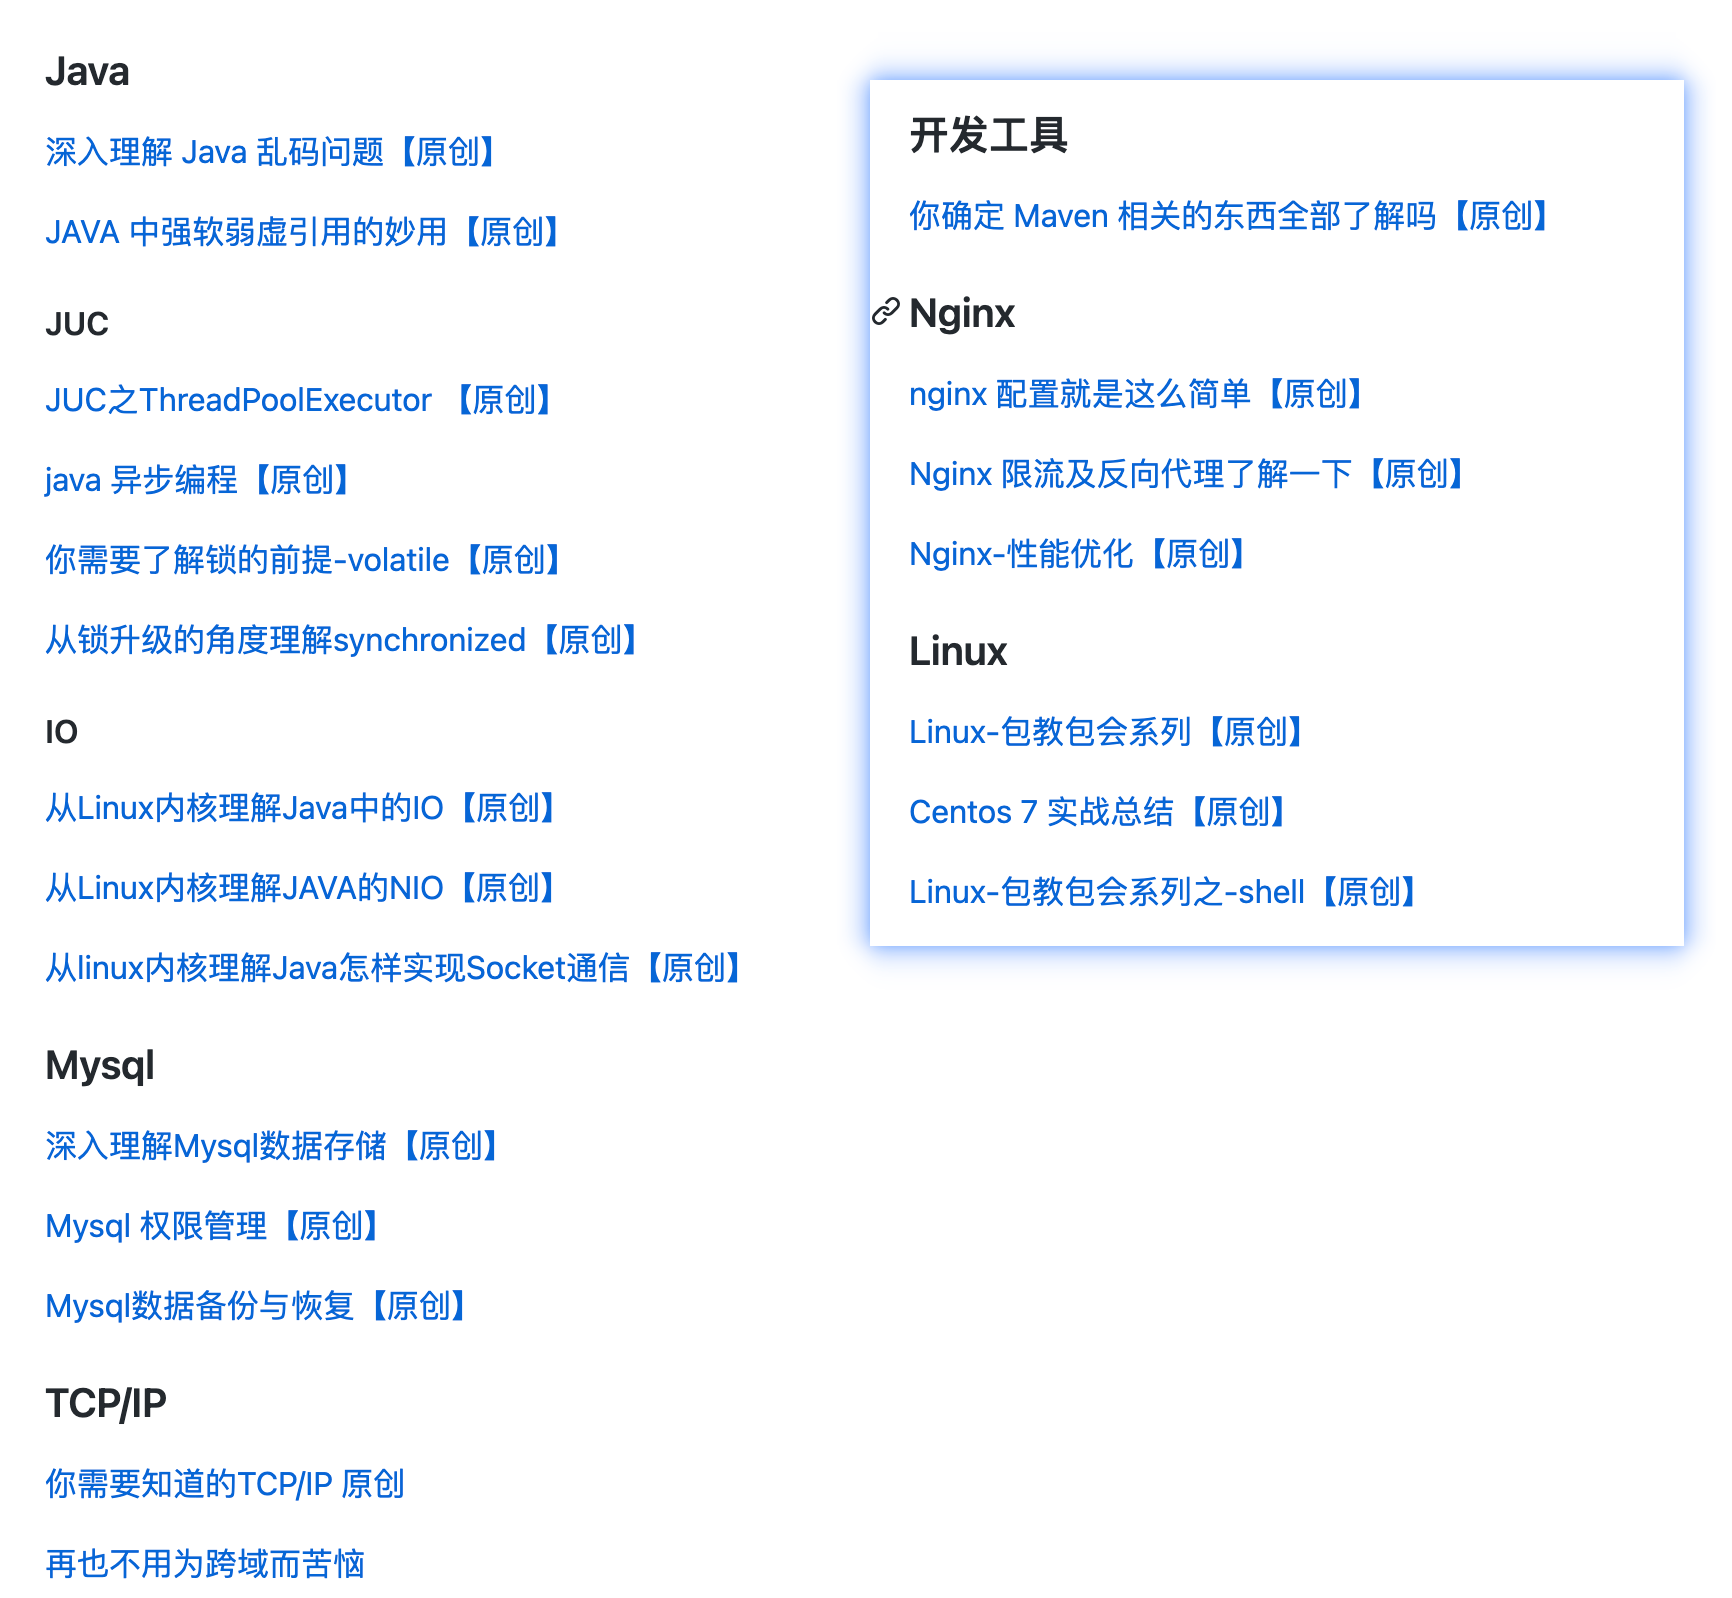 Java
深入理解 Java 乱码问题【原创】
JAVA 中强软弱虚引用的妙用【原创】
JUC
JUC之ThreadPoolExecutor 【原创】
java 异步编程【原创】
你需要了解锁的前提-volatile【原创】
从锁升级的角度理解synchronized【原创】
IO
从Linux内核理解Java中的IO【原创】
从Linux内核理解JAVA的NIO【原创】
从linux内核理解Java怎样实现Socket通信【原创】
Mysql
深入理解Mysql数据存储【原创】
Mysql 权限管理【原创】
Mysql数据备份与恢复【原创】
TCP/IP
你需要知道的TCP/IP 原创
再也不用为跨域而苦恼
开发工具
你确定 Maven 相关的东西全部了解吗【原创】
Nginx
nginx 配置就是这么简单【原创】
Nginx 限流及反向代理了解一下【原创】
Nginx-性能优化【原创】
Linux
Linux-包教包会系列【原创】
Centos 7 实战总结【原创】
Linux-包教包会系列之-shell【原创】